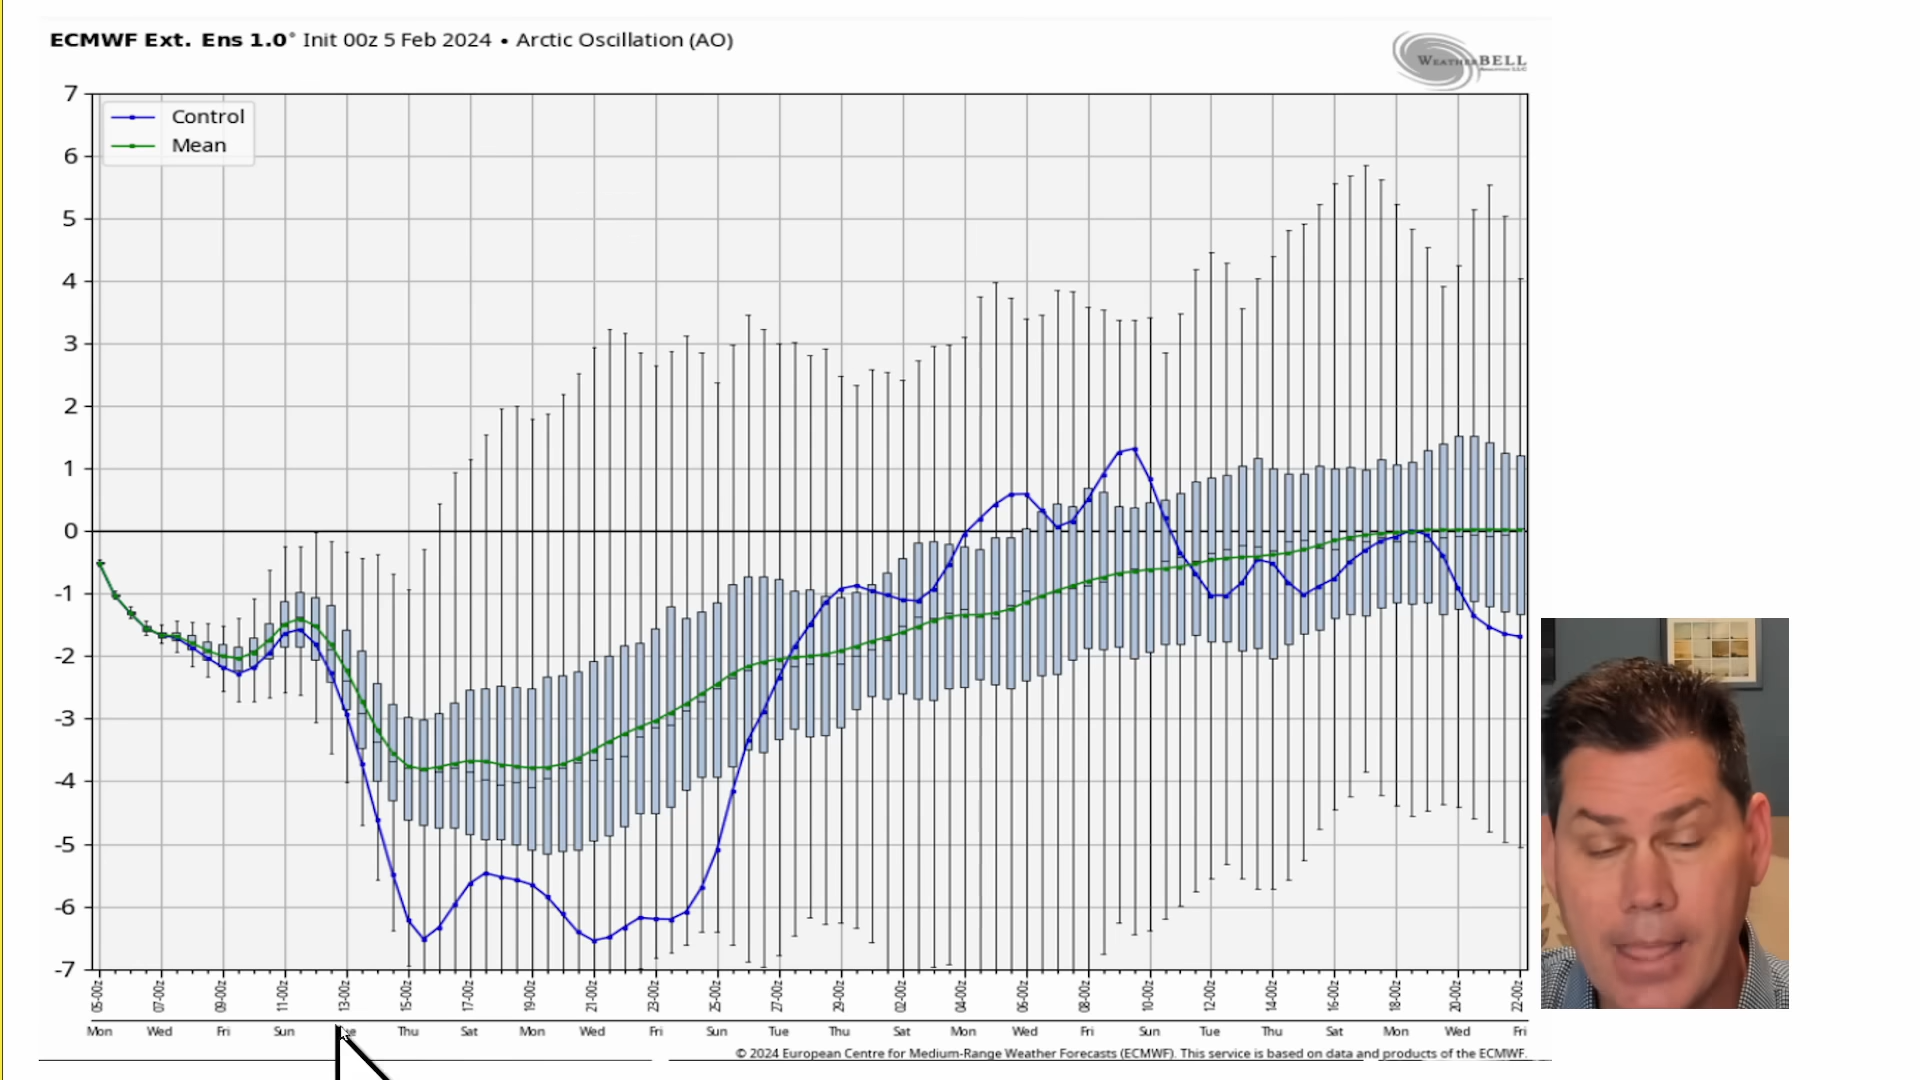 ECMWF Ext. Ens 1.0° Init 00z 5 Feb 2024 • Arctic Oscillation (AO)
WEATHERBELL
Control
Mean
7
6
5
4
3
2
1
0
-1
-2
-3
-4
-5
-6
-7
05-00z 07-00z 09-00z 11-00z 13-00z 15-00z 17-00z 19-00z 21-00z 23-00z 25-00z 27-00z 29-00z 02-00z 04-00z 06-00z 08-00z 10-00z 12-00z 14-00z 16-00z 18-00z 20-00z 22-00z
Mon Wed Fri Sun Thu Sat Mon Wed Fri Sun Tue Thu Sat Mon Wed Fri Sun Tue Thu Sat Mon Wed Fri
© 2024 European Centre for Medium-Range Weather Forecasts (ECMWF). This service is based on data and products of the ECMWF.